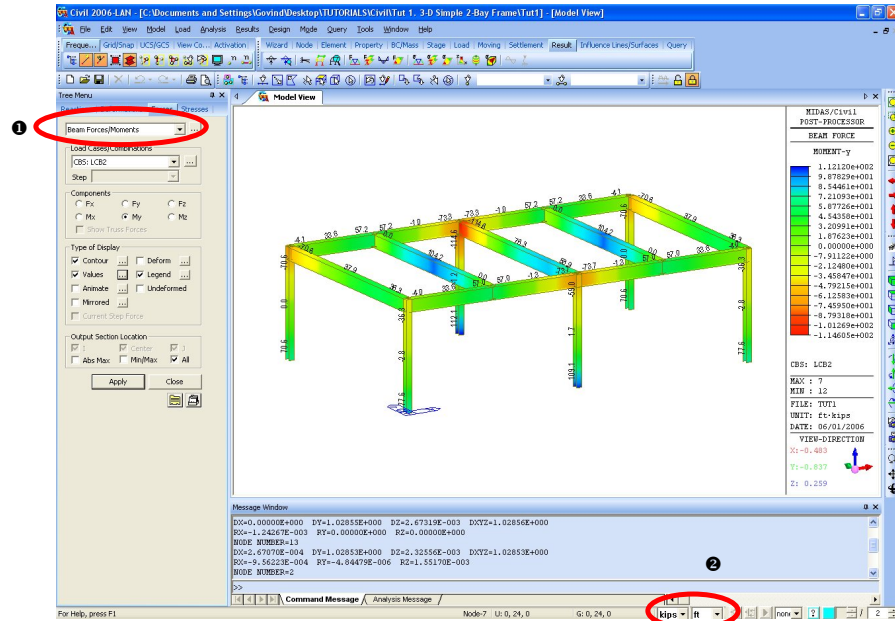 Civil 2006-LAN - [C:\Documents and Settings\Govind\Desktop\TUTORIALS\Civil\Tut 1. 3-D Simple 2-Bay Frame\Tut1] - [Model View]
File Edit View Model Load Analysis Results Design Mode Query Tools Window Help
Freque... Grid/Snap UCS/GCS View Co... Activation Wizard Node Element Property BC/Mass Stage Load Moving Settlement Result Influence Lines/Surfaces Query
Tree Menu
Stresses
Model View
❶
Beam Forces/Moments
Load Cases/Combinations
CBS: LCB2
Step
Components
Fx Fy Fz
Mx My Mz
Show Truss Forces
Type of Display
Contour ... Deform ...
Values ... Legend ...
Animate ... Undeformed
Mirrored ...
Current Step Force
Output Section Location
I Center J
Abs Max Min/Max All
Apply Close
MIDAS/Civil
POST-PROCESSOR
BEAM FORCE
MOMENT-y
1.12120e+002
9.87829e+001
8.54461e+001
7.21093e+001
5.87726e+001
4.54358e+001
3.20991e+001
1.87623e+001
0.00000e+000
-7.91122e+000
-2.12480e+001
-3.45847e+001
-4.79215e+001
-6.12583e+001
-7.45950e+001
-8.79318e+001
-1.01269e+002
-1.14605e+002
CBS: LCB2
MAX : 7
MIN : 12
FILE: TUT1
UNIT: ft·kips
DATE: 06/01/2006
VIEW-DIRECTION
X:-0.483
Y:-0.837
Z: 0.259
Message Window
DX=0.00000E+000 DY=1.02855E+000 DZ=2.67319E-003 DXYZ=1.02856E+000
RX=-1.24267E-003 RY=0.00000E+000 RZ=0.00000E+000
NODE NUMBER=13
DX=2.67070E-004 DY=1.02853E+000 DZ=2.32556E-003 DXYZ=1.02853E+000
RX=-9.56223E-004 RY=-4.84479E-006 RZ=1.55170E-003
NODE NUMBER=2
>>
❷
Command Message Analysis Message
For Help, press F1 Node-7 U: 0, 24, 0 G: 0, 24, 0 kips ft 2